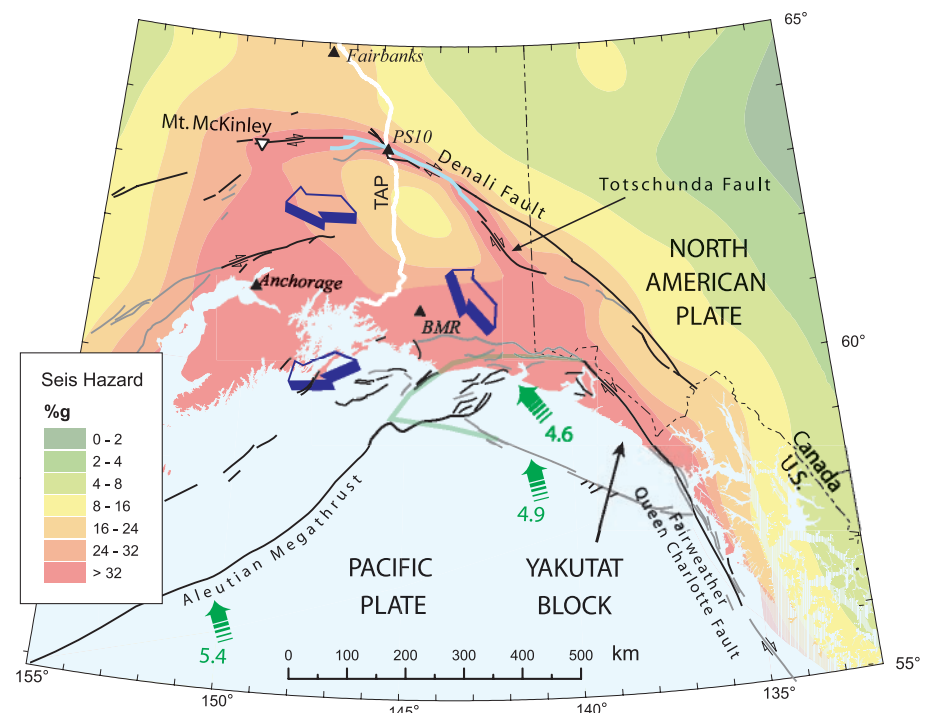 65°
Fairbanks
Mt. McKinley
PS10
Denali Fault
TAP
Totschunda Fault
NORTH
AMERICAN
PLATE
Anchorage
BMR
60°
Seis Hazard
%g
0 - 2
2 - 4
4 - 8
8 - 16
16 - 24
24 - 32
> 32
4.6
4.9
Canada
U.S.
Aleutian Megathrust
PACIFIC
PLATE
YAKUTAT
BLOCK
Fairweather
Queen Charlotte Fault
5.4
0 100 200 300 400 500 km
155°
150°
145°
140°
135°
55°